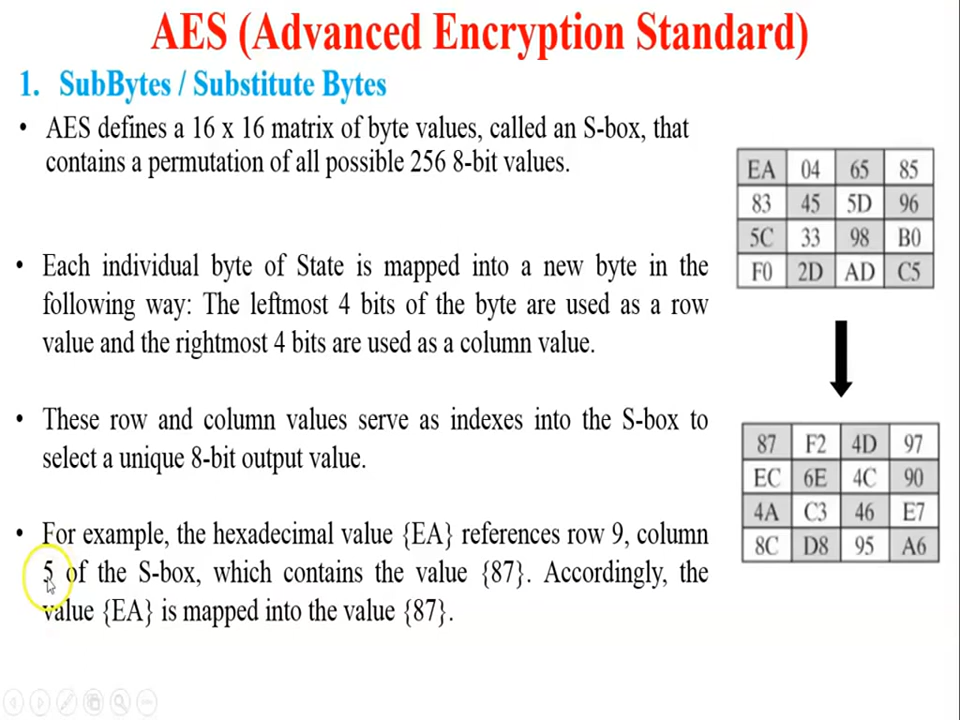 AES (Advanced Encryption Standard)
1. SubBytes / Substitute Bytes
• AES defines a 16 x 16 matrix of byte values, called an S-box, that
contains a permutation of all possible 256 8-bit values.
• Each individual byte of State is mapped into a new byte in the
following way: The leftmost 4 bits of the byte are used as a row
value and the rightmost 4 bits are used as a column value.
• These row and column values serve as indexes into the S-box to
select a unique 8-bit output value.
• For example, the hexadecimal value {EA} references row 9, column
5 of the S-box, which contains the value {87}. Accordingly, the
value {EA} is mapped into the value {87}.
EA 04 65 85
83 45 5D 96
5C 33 98 B0
F0 2D AD C5
87 F2 4D 97
EC 6E 4C 90
4A C3 46 E7
8C D8 95 A6